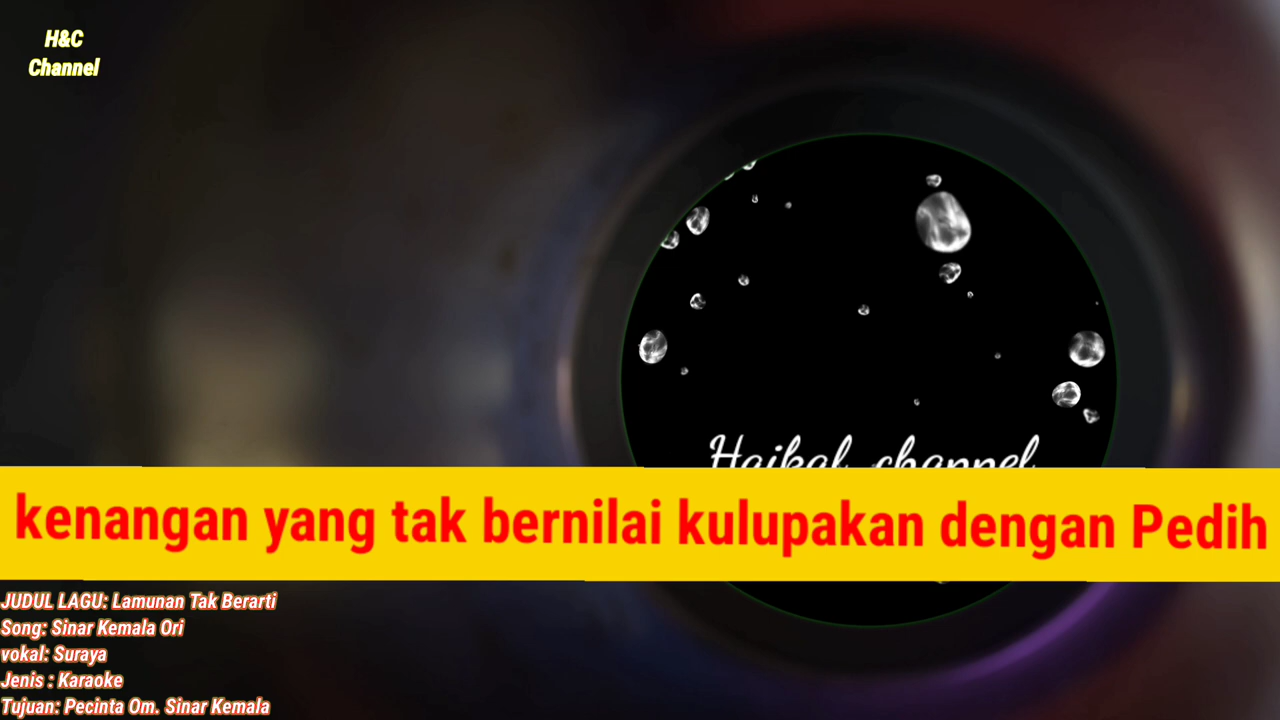 H&C
Channel
Haikal channel
kenangan yang tak bernilai kulupakan dengan Pedih
JUDUL LAGU: Lamunan Tak Berarti
Song: Sinar Kemala Ori
vokal: Suraya
Jenis : Karaoke
Tujuan: Pecinta Om. Sinar Kemala